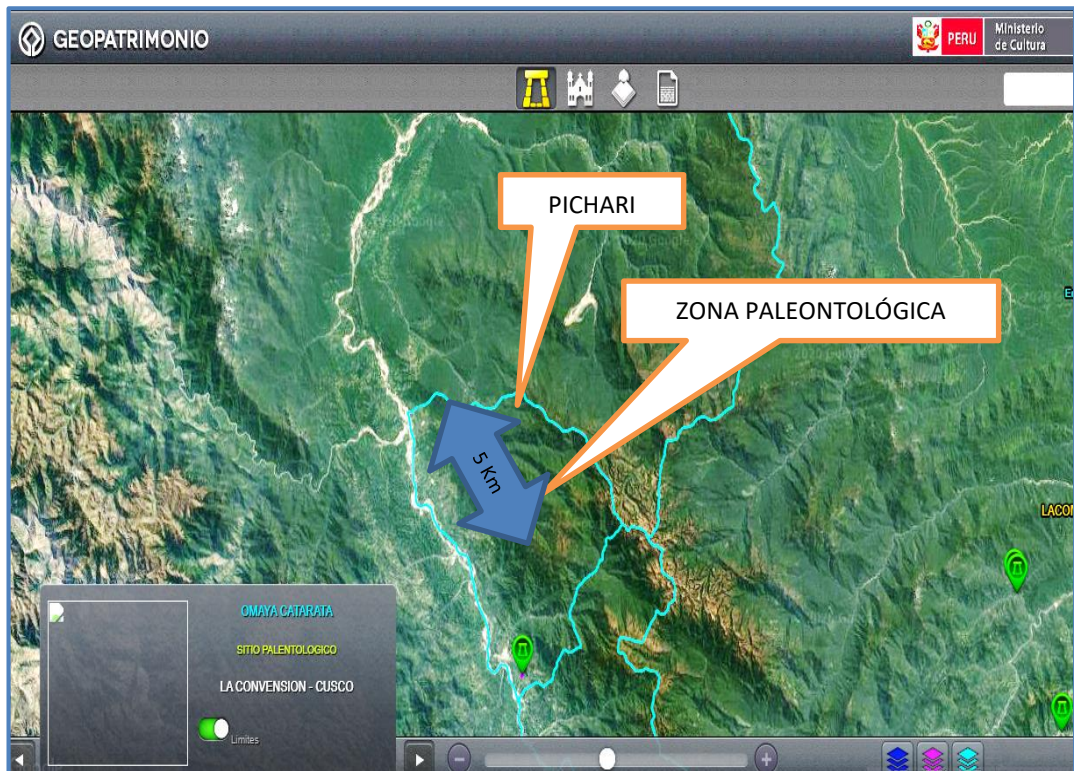 GEOPATRIMONIO
PERU
Ministerio
de Cultura
PICHARI
ZONA PALEONTOLÓGICA
5 Km
LACON
OMAYA CATARATA
SITIO PALENTOLOGICO
LA CONVENSION - CUSCO
Limites